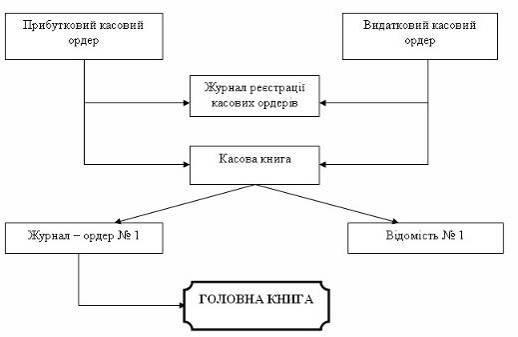 Прибутковий касовий
ордер
Видатковий касовий
ордер
Журнал реєстрації
касових ордерів
Касова книга
Журнал – ордер № 1
Відомість № 1
ГОЛОВНА КНИГА